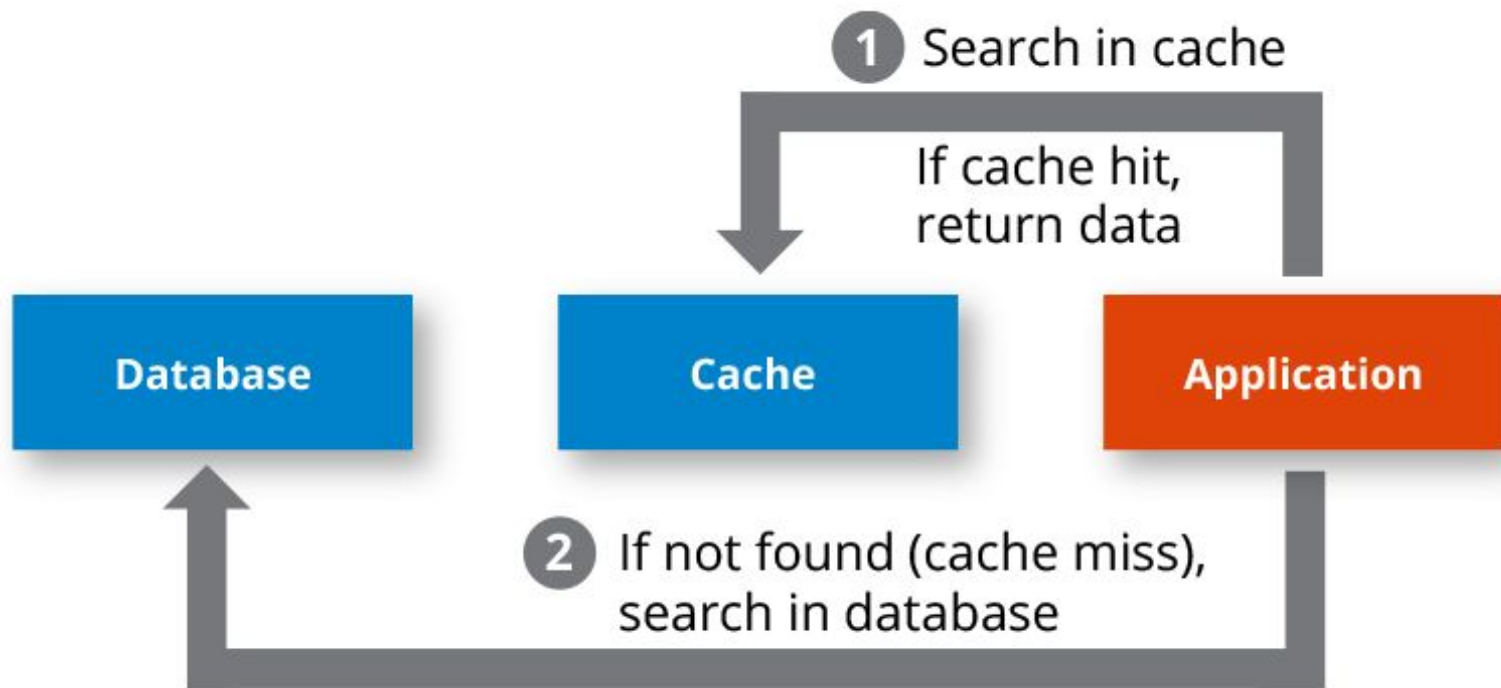 1 Search in cache
If cache hit,
return data
Database
Cache
Application
2 If not found (cache miss),
search in database